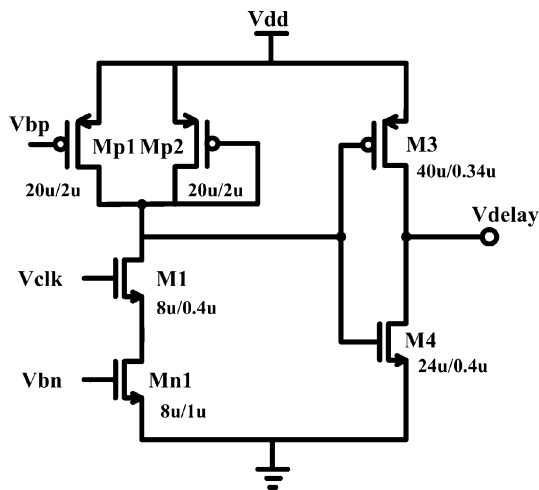 Vdd
Vbp
Mp1 Mp2
M3
20u/2u
20u/2u
40u/0.34u
Vdelay
Vclk
M1
8u/0.4u
M4
24u/0.4u
Vbn
Mn1
8u/1u